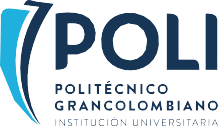 POLI
POLITÉCNICO
GRANCOLOMBIANO
INSTITUCIÓN UNIVERSITARIA